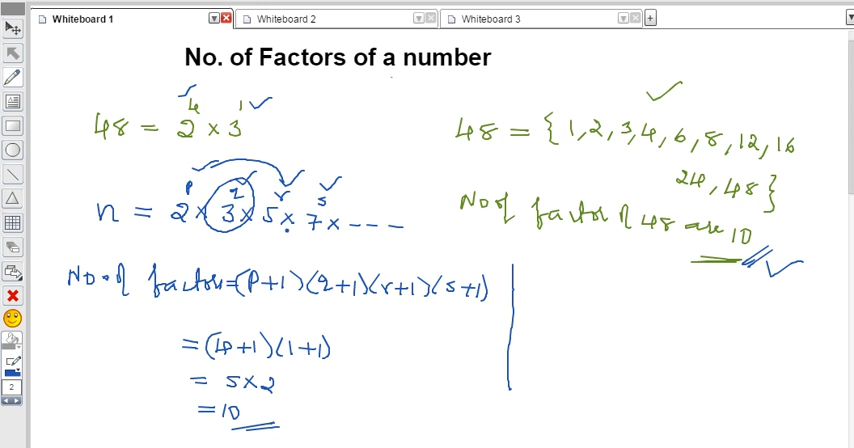 Whiteboard 1 Whiteboard 2 Whiteboard 3
No. of Factors of a number
48 = 2⁴ × 3¹
n = 2ᵖ × 3^q × 5ʳ × 7ˢ × ----
No. of factors = (p+1)(q+1)(r+1)(s+1)
= (4+1)(1+1)
= 5×2
= 10
48 = {1,2,3,4,6,8,12,16
24,48}
No of factor of 48 are 10
2